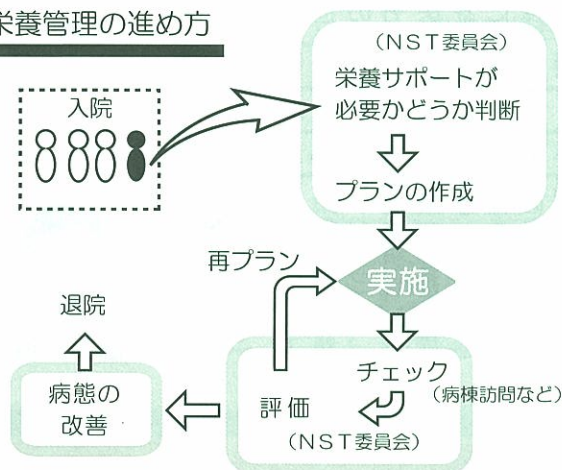 栄養管理の進め方
入院
(NST委員会)
栄養サポートが
必要かどうか判断
プランの作成
実施
再プラン
チェック
(病棟訪問など)
評価
(NST委員会)
病態の
改善
退院